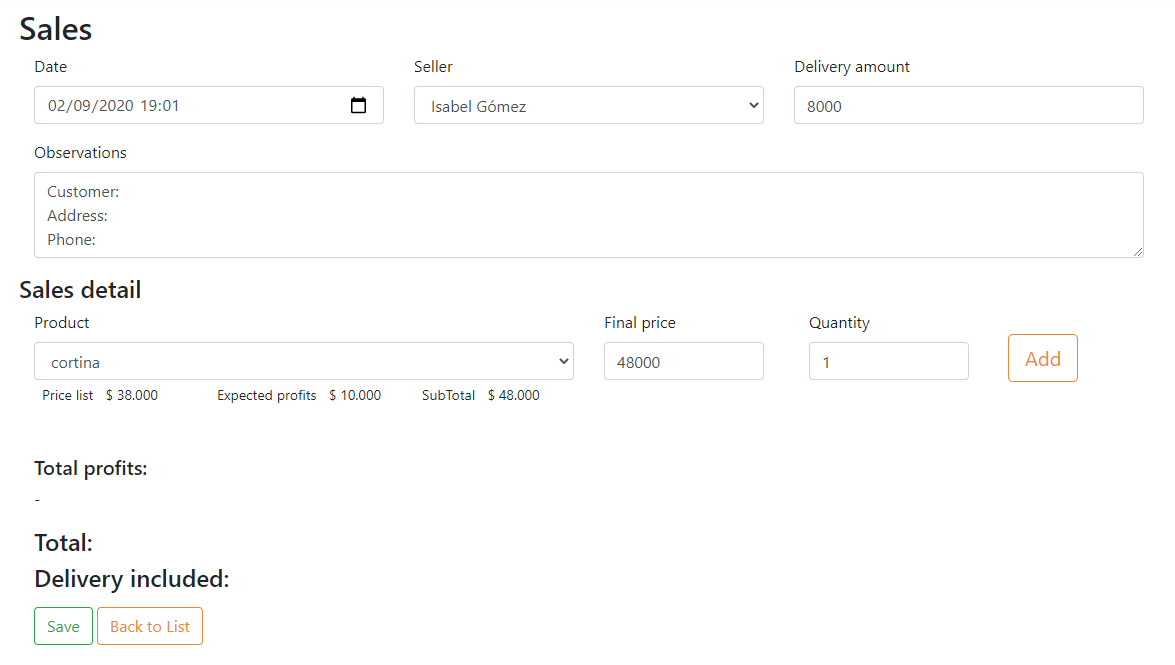 Sales
Date Seller Delivery amount
02/09/2020 19:01 Isabel Gómez 8000
Observations
Customer:
Address:
Phone:
Sales detail
Product Final price Quantity
cortina 48000 1 Add
Price list $ 38.000 Expected profits $ 10.000 SubTotal $ 48.000
Total profits:
-
Total:
Delivery included:
Save Back to List